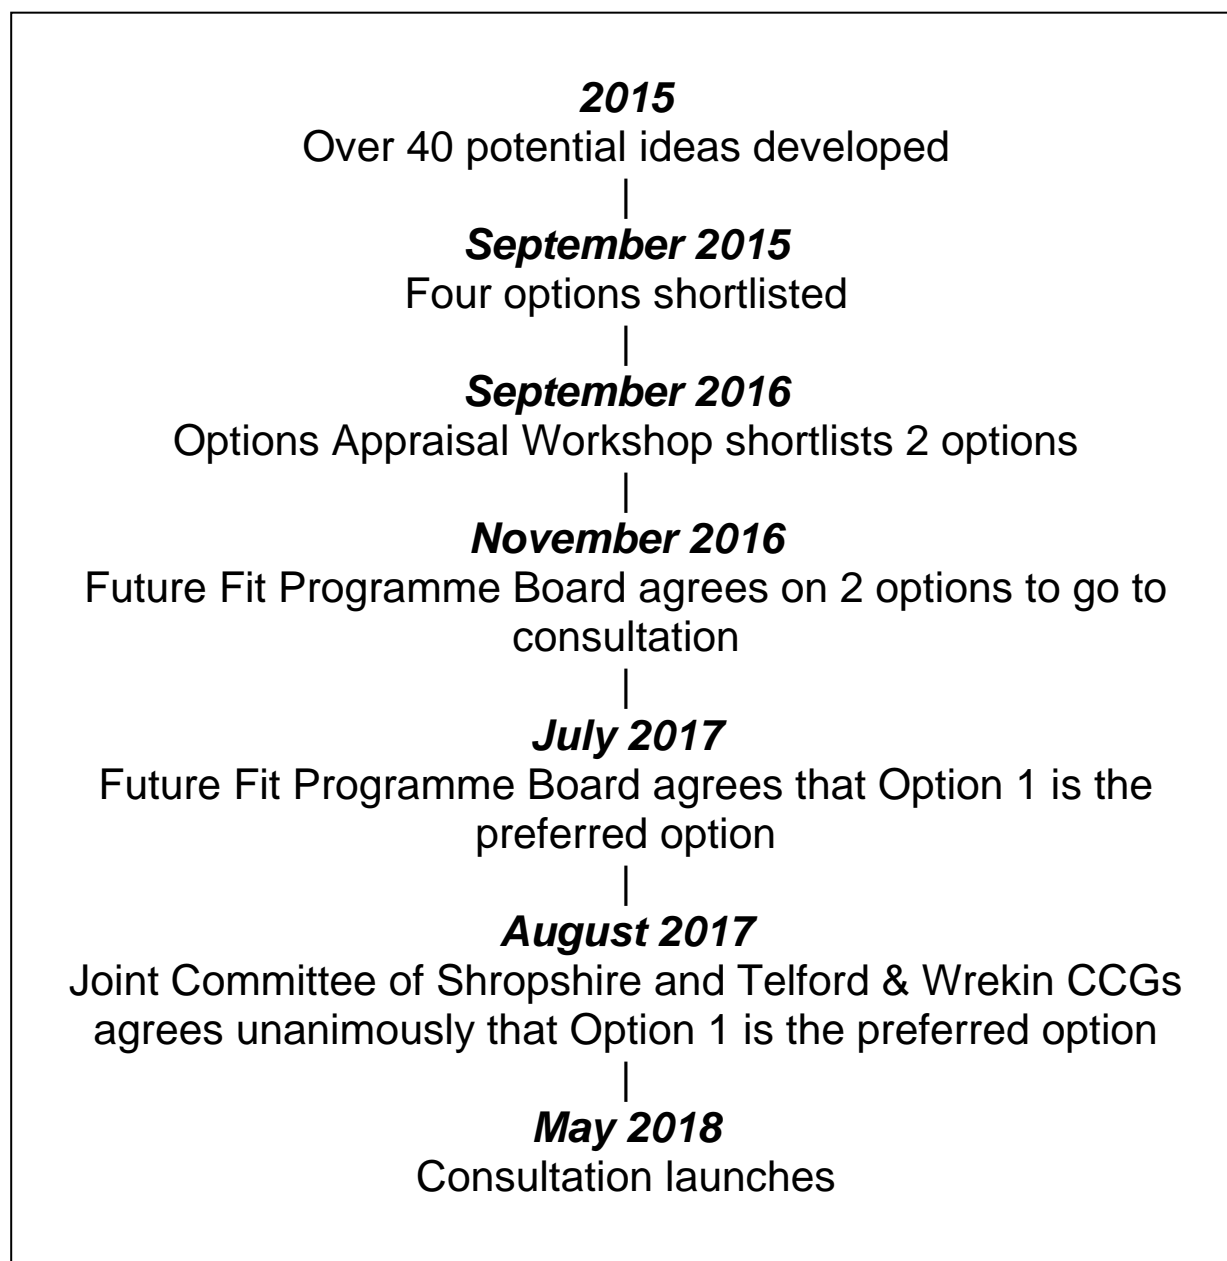 2015
Over 40 potential ideas developed
|
September 2015
Four options shortlisted
|
September 2016
Options Appraisal Workshop shortlists 2 options
|
November 2016
Future Fit Programme Board agrees on 2 options to go to
consultation
|
July 2017
Future Fit Programme Board agrees that Option 1 is the
preferred option
|
August 2017
Joint Committee of Shropshire and Telford & Wrekin CCGs
agrees unanimously that Option 1 is the preferred option
|
May 2018
Consultation launches